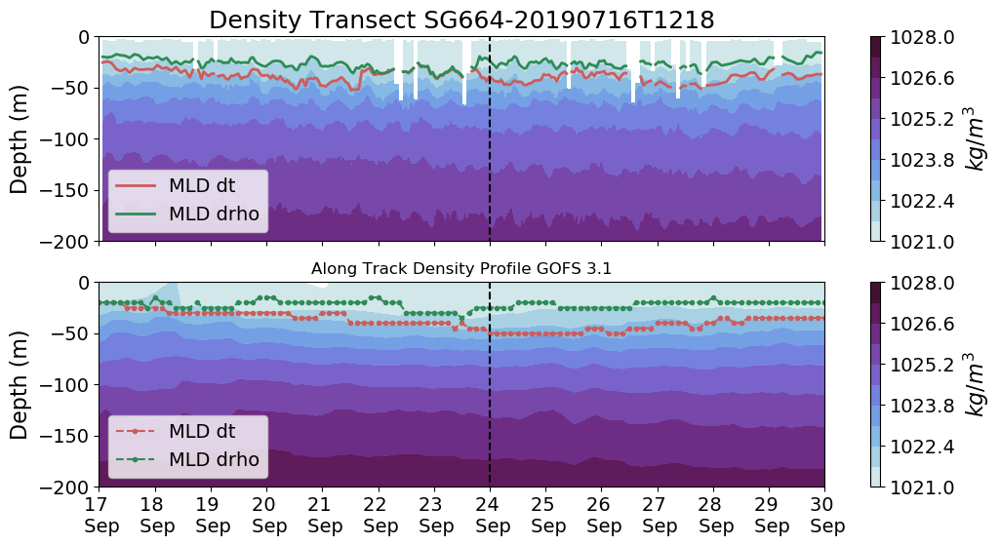 Density Transect SG664-20190716T1218
Depth (m)
0
−50
−100
−150
−200
MLD dt
MLD drho
1028.0
1026.6
1025.2
1023.8
1022.4
1021.0
kg/m³
Along Track Density Profile GOFS 3.1
Depth (m)
0
−50
−100
−150
−200
MLD dt
MLD drho
1028.0
1026.6
1025.2
1023.8
1022.4
1021.0
kg/m³
17 18 19 20 21 22 23 24 25 26 27 28 29 30
Sep Sep Sep Sep Sep Sep Sep Sep Sep Sep Sep Sep Sep Sep